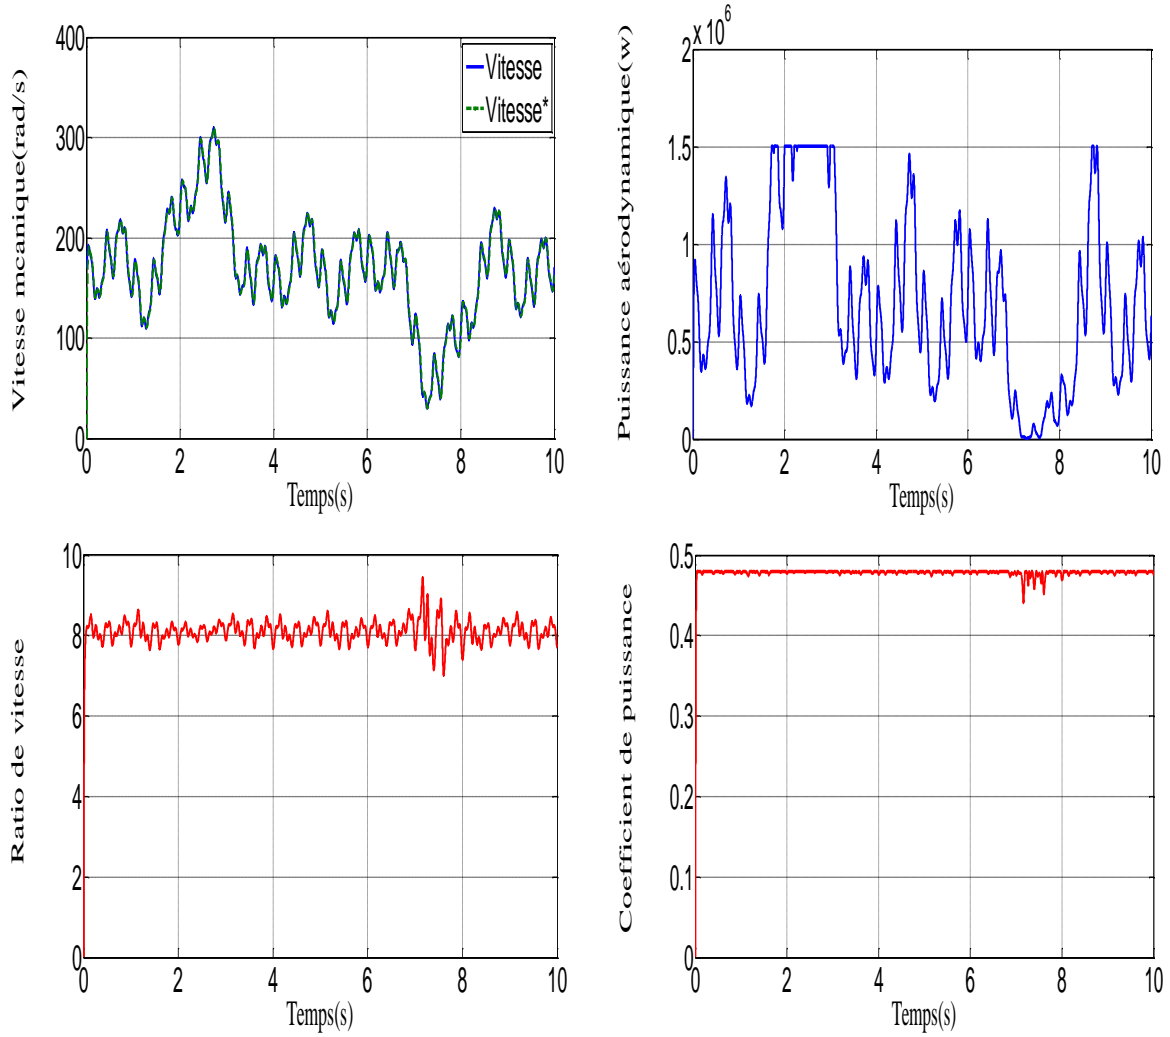 Vitesse mcanique(rad/s)
400
300
200
100
0
Vitesse
Vitesse*
0 2 4 6 8 10
Temps(s)
Puissance aérodynamique(w)
x 10^6
2
1.5
1
0.5
0
0 2 4 6 8 10
Temps(s)
Ratio de vitesse
10
8
6
4
2
0
0 2 4 6 8 10
Temps(s)
Coefficient de puissance
0.5
0.4
0.3
0.2
0.1
0
0 2 4 6 8 10
Temps(s)